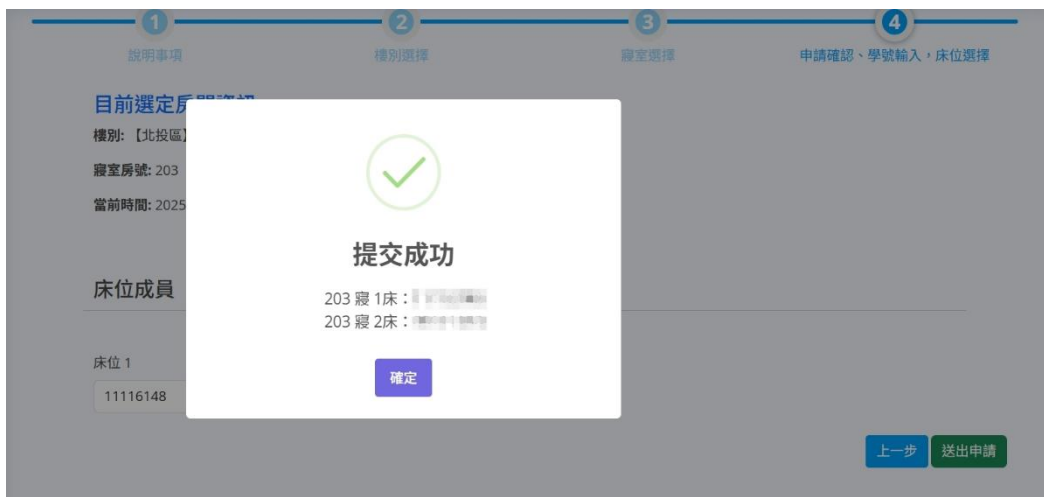 1
2
3
4
說明事項
樓別選擇
寢室選擇
申請確認、學號輸入,床位選擇
目前選定房間資訊
樓別: 【北投區】
寢室房號: 203
當前時間: 2025
提交成功
203 寢 1床:
203 寢 2床:
確定
床位成員
床位 1
11116148
上一步
送出申請